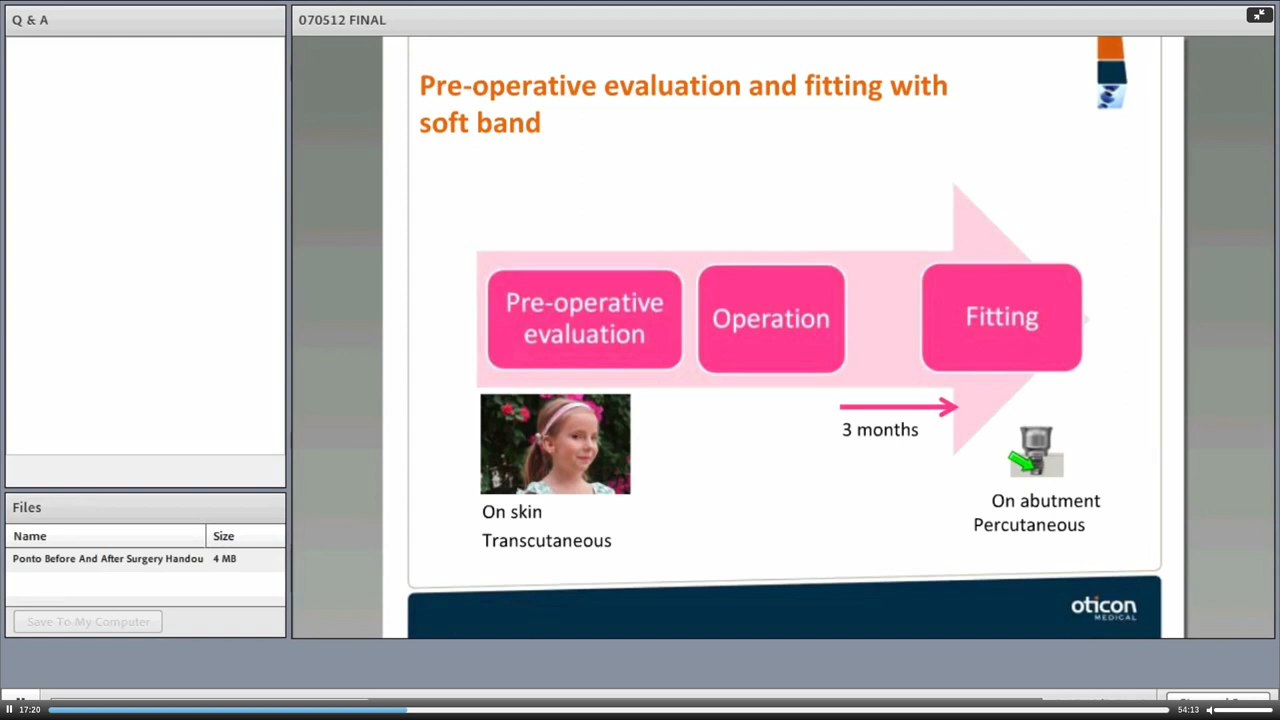 Q & A
070512 FINAL
Pre-operative evaluation and fitting with
soft band
Pre-operative
evaluation
Operation
Fitting
3 months
On skin
Transcutaneous
On abutment
Percutaneous
oticon
MEDICAL
Files
Name Size
Ponto Before And After Surgery Handou 4 MB
Save To My Computer
17:20
54:13